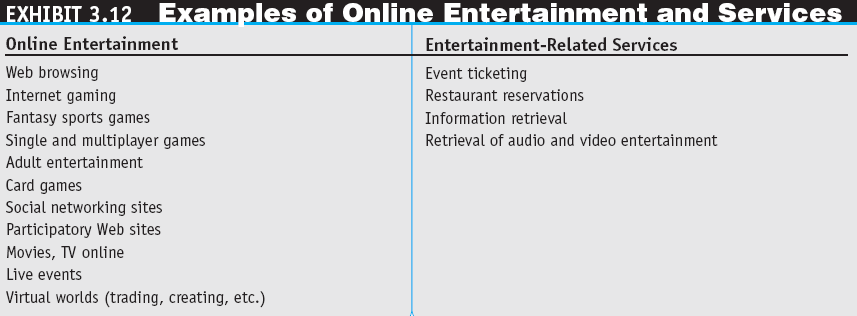 EXHIBIT 3.12 Examples of Online Entertainment and Services
Online Entertainment
Web browsing
Internet gaming
Fantasy sports games
Single and multiplayer games
Adult entertainment
Card games
Social networking sites
Participatory Web sites
Movies, TV online
Live events
Virtual worlds (trading, creating, etc.)
Entertainment-Related Services
Event ticketing
Restaurant reservations
Information retrieval
Retrieval of audio and video entertainment